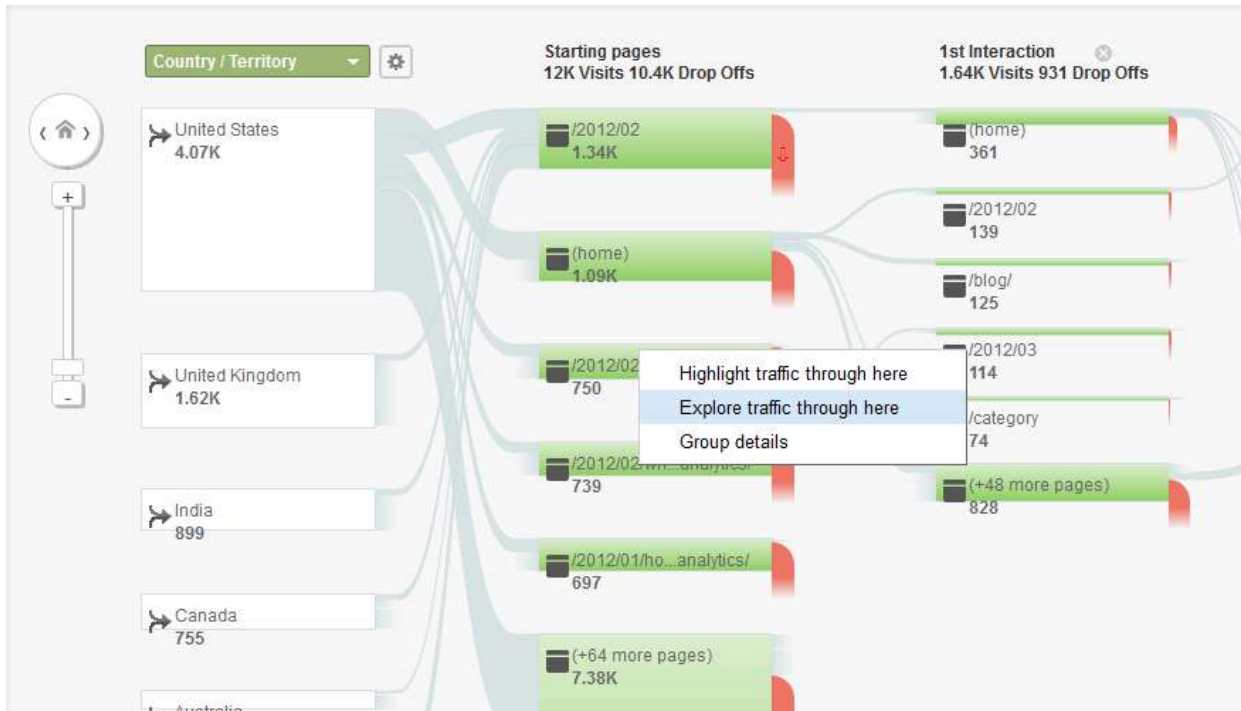 Country / Territory
Starting pages
12K Visits 10.4K Drop Offs
1st Interaction
1.64K Visits 931 Drop Offs
United States
4.07K
United Kingdom
1.62K
India
899
Canada
755
Australia
/2012/02
1.34K
(home)
1.09K
/2012/02
750
739
/2012/01/ho...analytics/
697
(+64 more pages)
7.38K
Highlight traffic through here
Explore traffic through here
Group details
(home)
361
/2012/02
139
/blog/
125
/2012/03
114
/category
74
(+48 more pages)
828
+
-